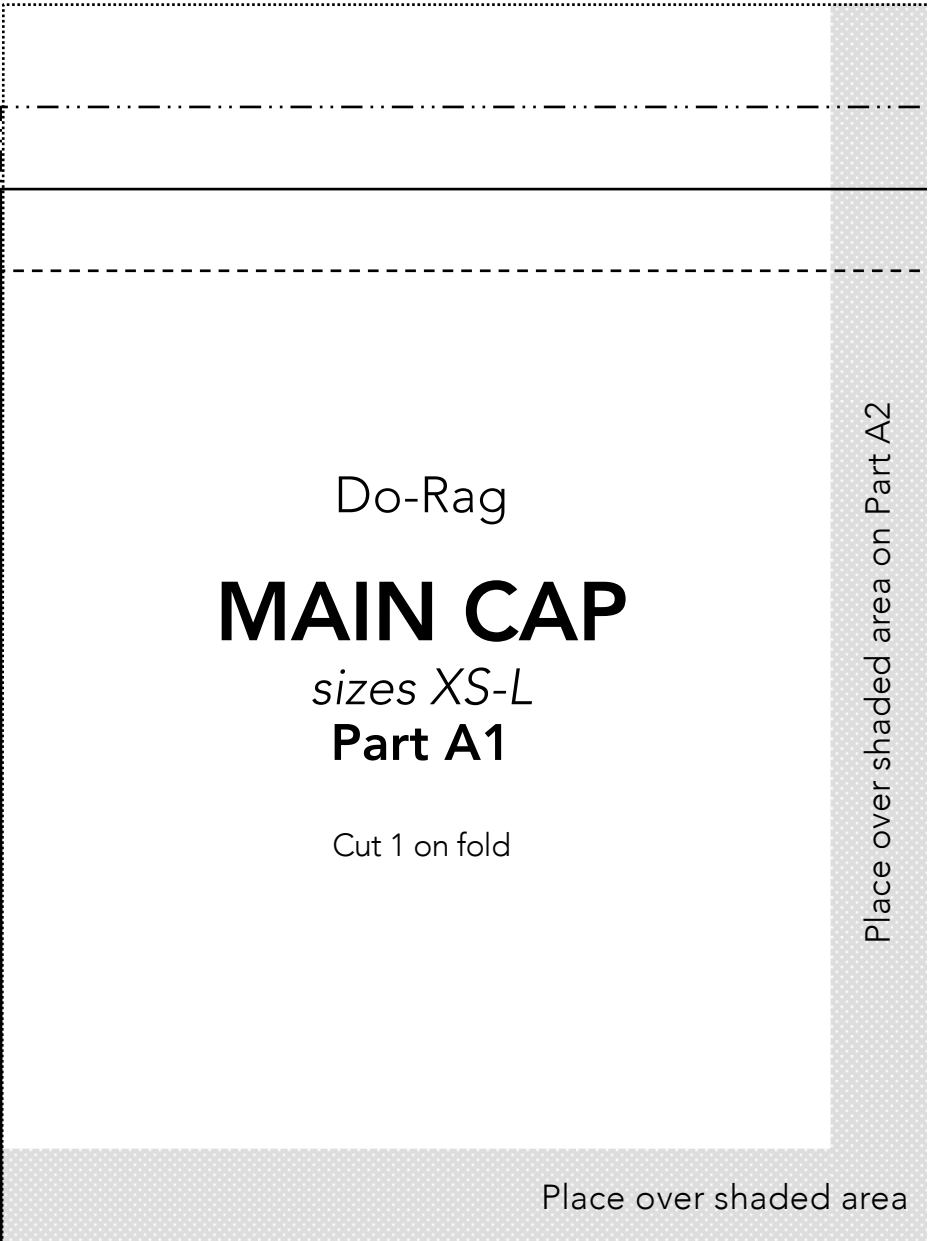 Do-Rag
MAIN CAP
sizes XS-L
Part A1
Cut 1 on fold
Place over shaded area on Part A2
Place over shaded area